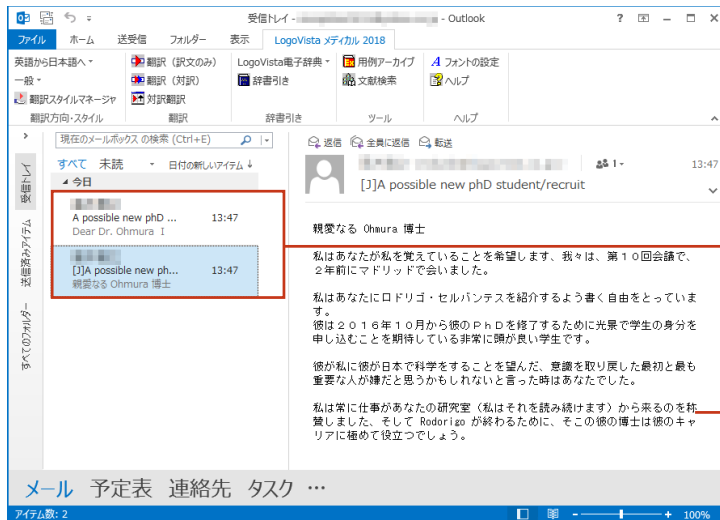 受信トレイ - - Outlook
ファイル ホーム 送受信 フォルダー 表示 LogoVista メディカル 2018
英語から日本語へ
一般
翻訳スタイルマネージャ
翻訳方向・スタイル
翻訳（訳文のみ）
翻訳（対訳）
対訳翻訳
翻訳
LogoVista電子辞典
辞書引き
辞書引き
用例アーカイブ
文献検索
ツール
A フォントの設定
ヘルプ
ヘルプ
受信トレイ
送信済みアイテム
すべてのフォルダー
現在のメールボックス の検索 (Ctrl+E)
すべて 未読 日付の新しいアイテム ↓
今日
A possible new phD ... 13:47
Dear Dr. Ohmura I
[J]A possible new ph... 13:47
親愛なる Ohmura 博士
返信 全員に返信 転送
1 13:47
[J]A possible new phD student/recruit
親愛なる Ohmura 博士
私はあなたが私を覚えていることを希望します、我々は、第１０回会議で、
２年前にマドリッドで会いました。
私はあなたにロドリゴ・セルバンテスを紹介するよう書く自由をとっていま
す。
彼は２０１６年１０月から彼のＰｈＤを修了するために光景で学生の身分を
申し込むことを期待している非常に頭が良い学生です。
彼が私に彼が日本で科学をすることを望んだ、意識を取り戻した最初と最も
重要な人が嫌だと思うかもしれないと言った時はあなたでした。
私は常に仕事があなたの研究室（私はそれを読み続けます）から来るのを称
賛しました、そして Rodorigo が終わるために、そこの彼の博士は彼のキャ
リアに極めて役立つでしょう。
メール 予定表 連絡先 タスク ···
アイテム数: 2 100%